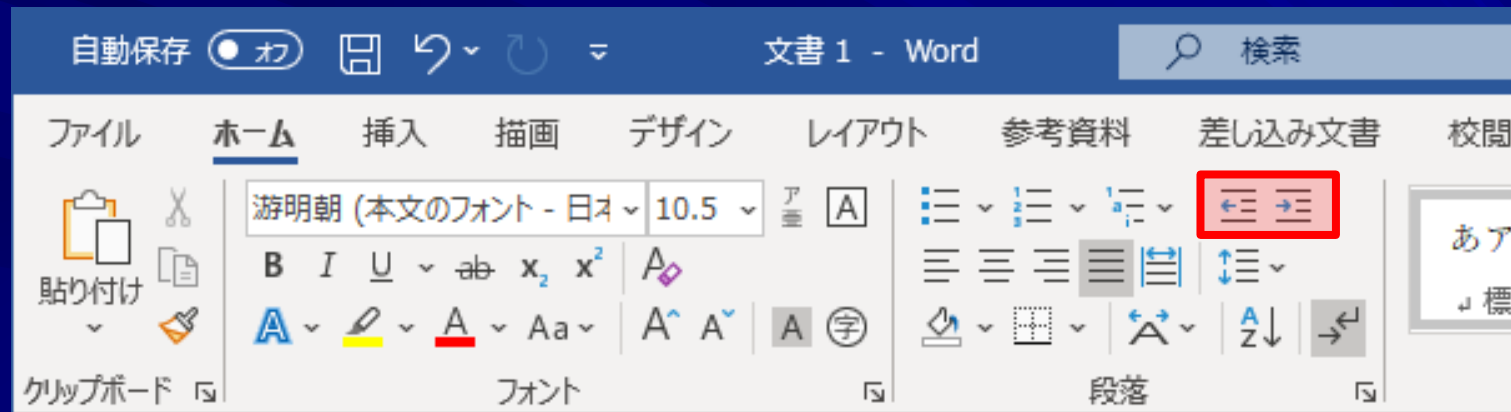 自動保存 オフ 文書 1 - Word 検索
ファイル ホーム 挿入 描画 デザイン レイアウト 参考資料 差し込み文書 校閲
游明朝 (本文のフォント - 日本 10.5 ア亜 A
あア
貼り付け
B I U ab x₂ x² A
↲標
A A Aa A A A 字 A A Z
クリップボード フォント 段落